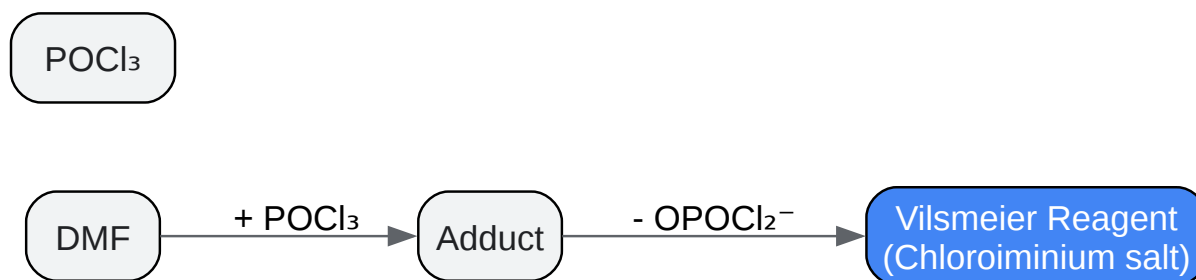 POCl₃
DMF
+ POCl₃
Adduct
- OPOCl₂⁻
Vilsmeier Reagent
(Chloroiminium salt)